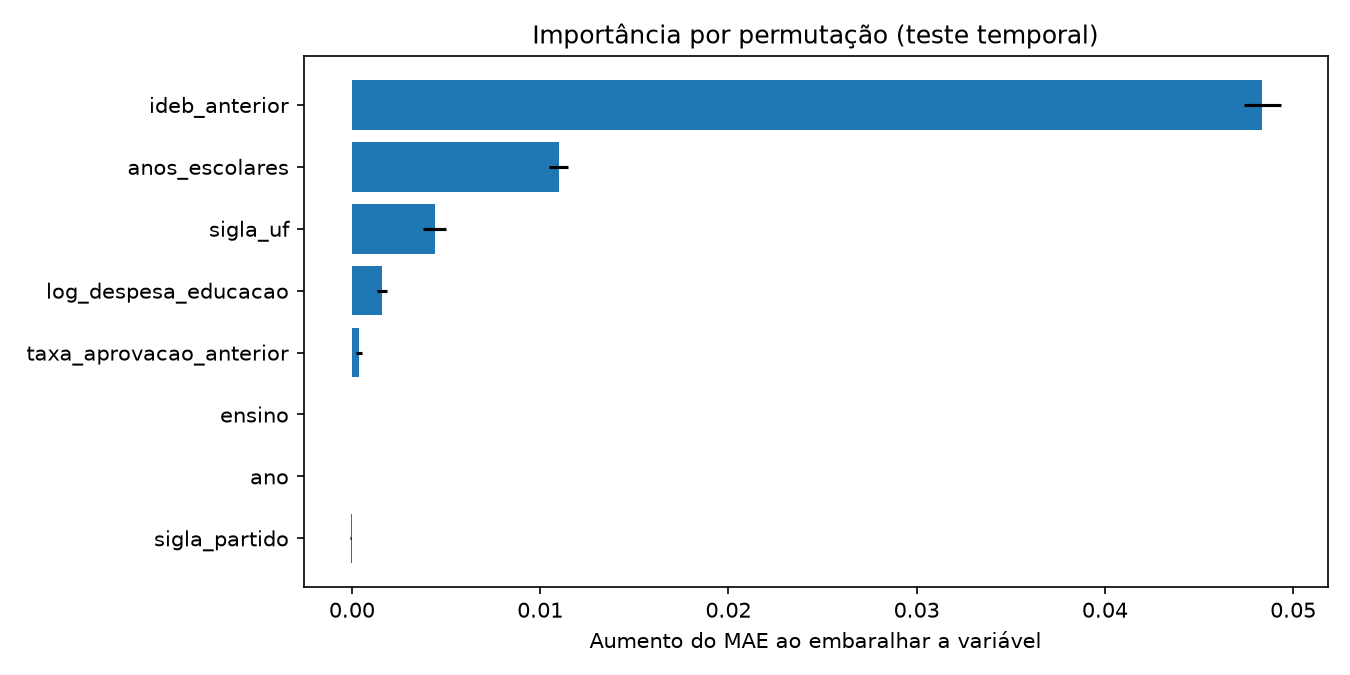 Importância por permutação (teste temporal)
ideb_anterior
anos_escolares
sigla_uf
log_despesa_educacao
taxa_aprovacao_anterior
ensino
ano
sigla_partido
0.00 0.01 0.02 0.03 0.04 0.05
Aumento do MAE ao embaralhar a variável